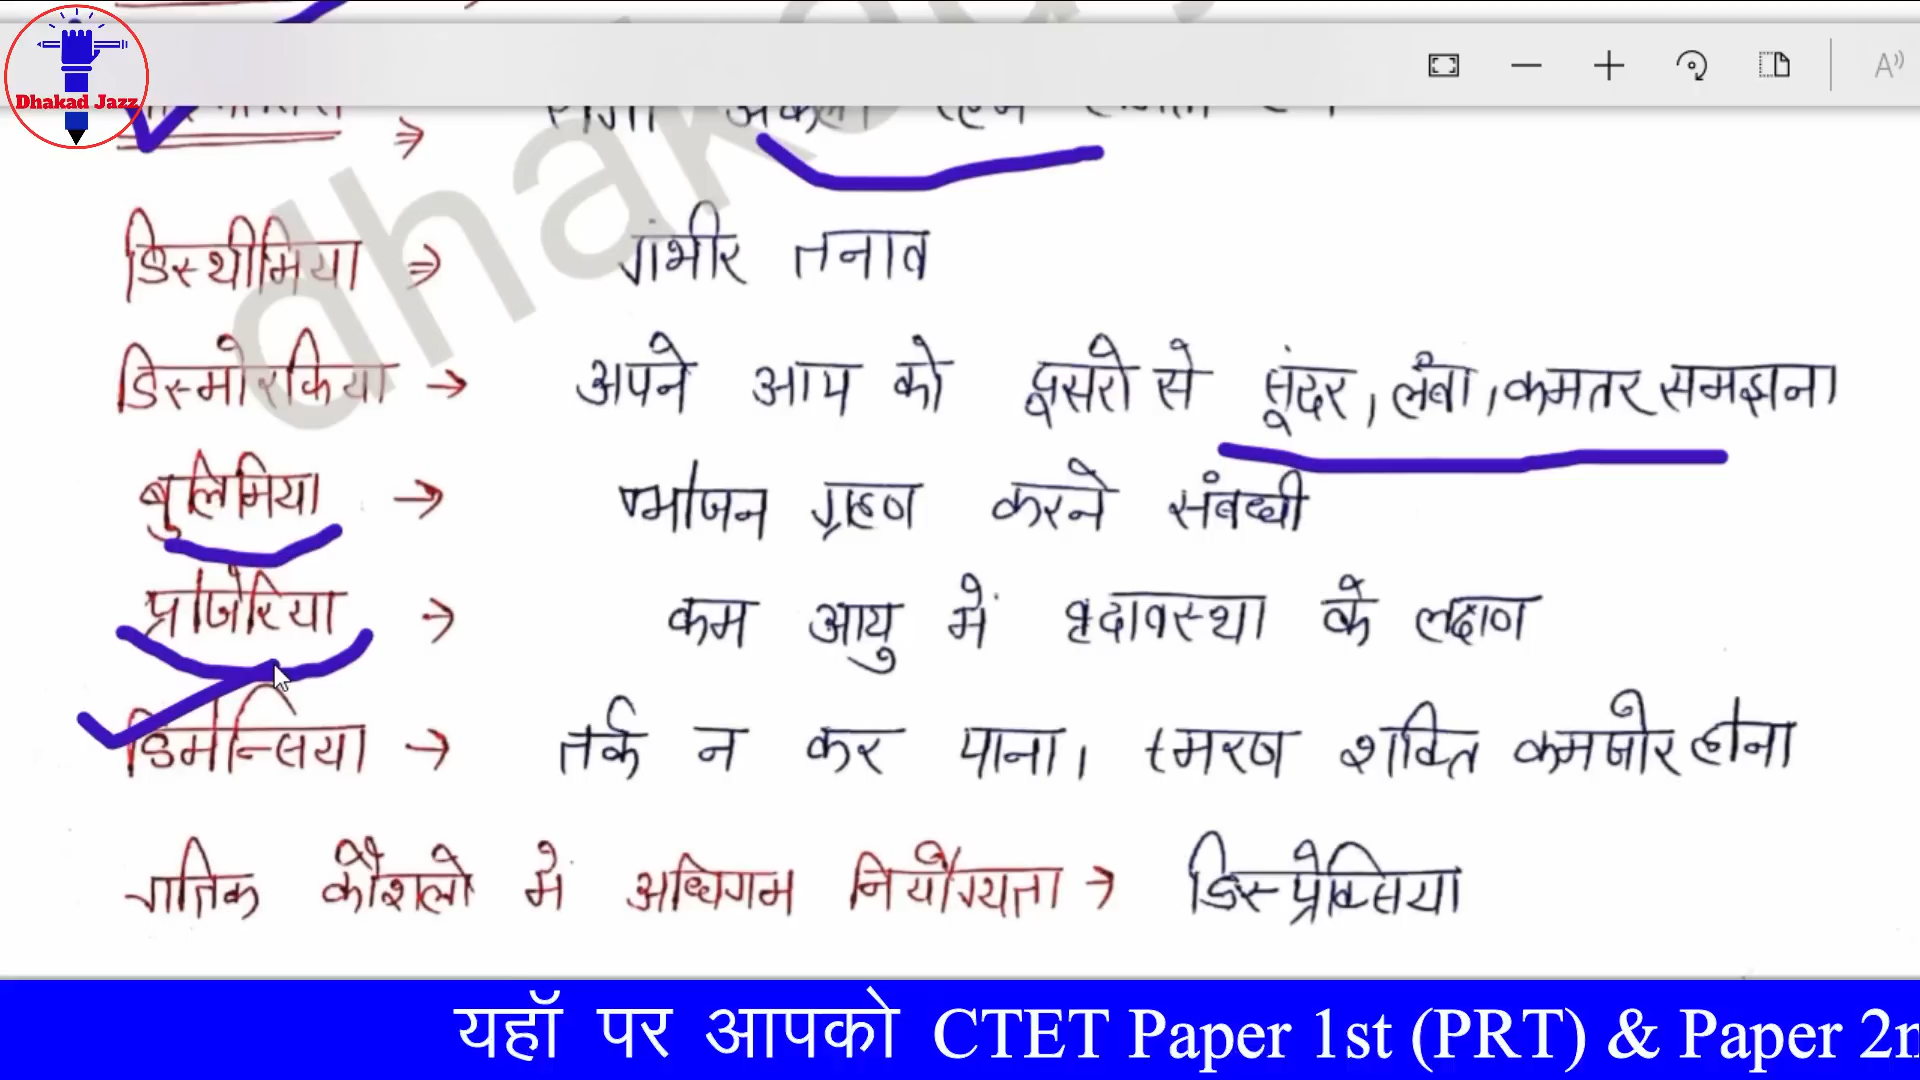 Dhakad Jazz
dhak
डिस्थीमिया ⇒ गंभीर तनाव
डिस्मोरफिया → अपने आप को दूसरो से सूंदर, लंबा, कमतर समझना
बुलिमिया → भोजन ग्रहण करने संबंधी
प्रोजेरिया → कम आयु में वृदावस्था के लक्षण
डिमेन्सिया → तर्क न कर पाना। स्मरण शक्ति कमजोर होना
गतिक कौशलो में अधिगम निर्योग्यता → डिस्प्रेक्सिया
यहॉ पर आपको CTET Paper 1st (PRT) & Paper 2n